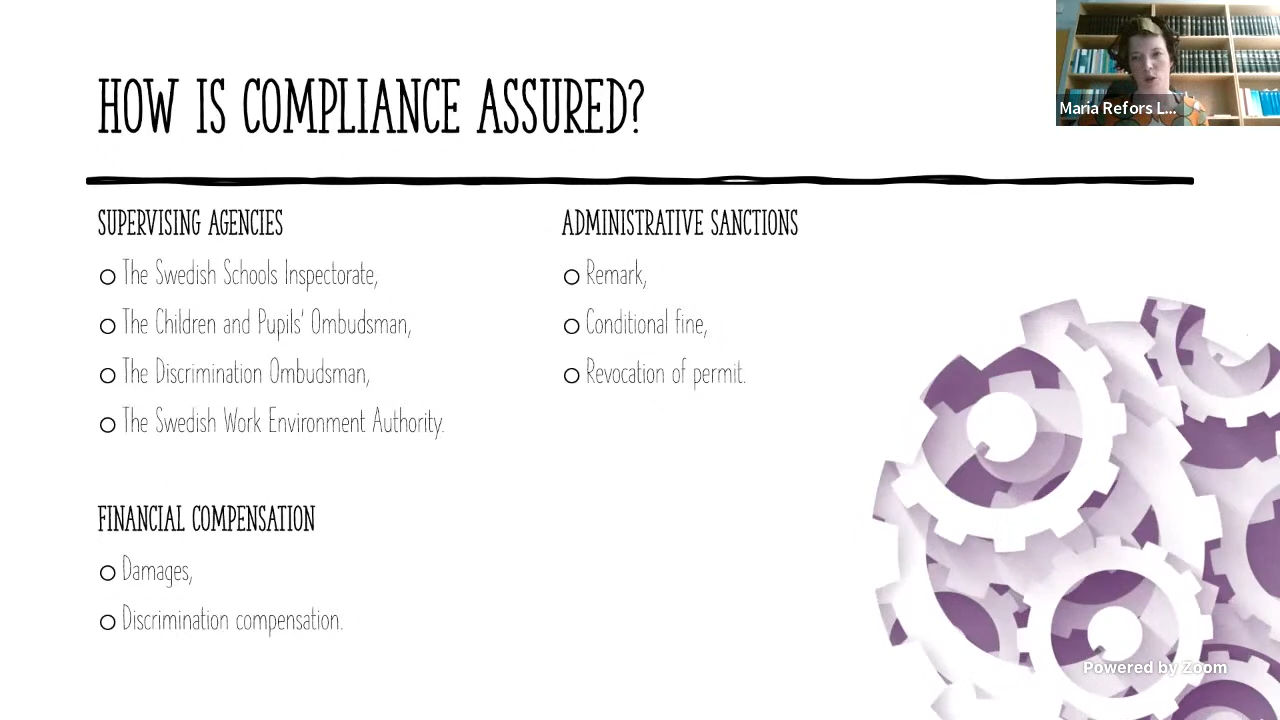 HOW IS COMPLIANCE ASSURED?
SUPERVISING AGENCIES
The Swedish Schools Inspectorate,
The Children and Pupils' Ombudsman,
The Discrimination Ombudsman,
The Swedish Work Environment Authority.
FINANCIAL COMPENSATION
Damages,
Discrimination compensation.
ADMINISTRATIVE SANCTIONS
Remark,
Conditional fine,
Revocation of permit.
Maria Refors L...
Powered by Zoom